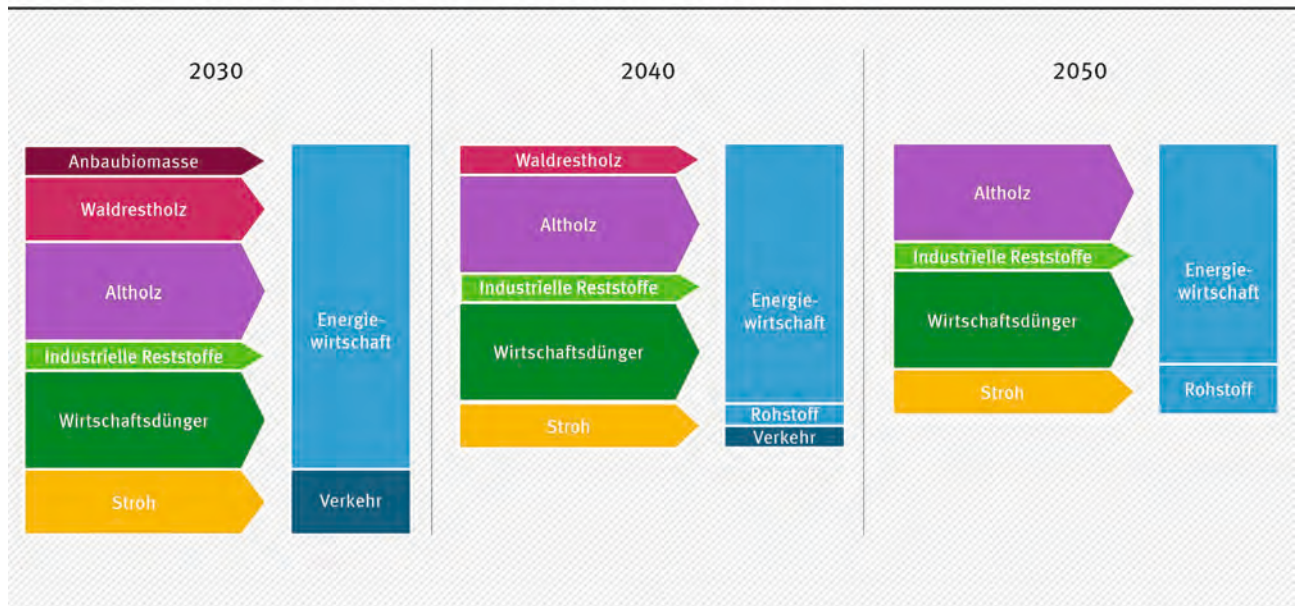 2030
Anbaubiomasse
Waldrestholz
Altholz
Industrielle Reststoffe
Wirtschaftsdünger
Stroh
Energie-
wirtschaft
Verkehr
2040
Waldrestholz
Altholz
Industrielle Reststoffe
Wirtschaftsdünger
Stroh
Energie-
wirtschaft
Rohstoff
Verkehr
2050
Altholz
Industrielle Reststoffe
Wirtschaftsdünger
Stroh
Energie-
wirtschaft
Rohstoff